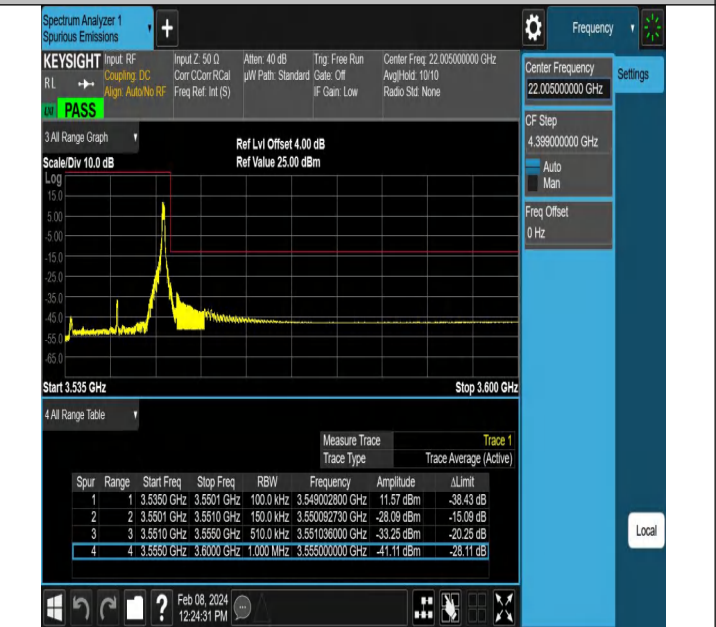 Spectrum Analyzer 1
Spurious Emissions
+
Frequency
KEYSIGHT Input: RF Input Z: 50 Ω Atten: 40 dB Trig: Free Run Center Freq: 22.005000000 GHz
RL Coupling: DC Corr CCorr RCal µW Path: Standard Gate: Off Avg|Hold: 10/10
Align: Auto/No RF Freq Ref: Int (S) IF Gain: Low Radio Std: None
LXI PASS
Center Frequency
22.005000000 GHz
Settings
CF Step
4.399000000 GHz
Auto
Man
Freq Offset
0 Hz
3 All Range Graph
Ref Lvl Offset 4.00 dB
Scale/Div 10.0 dB Ref Value 25.00 dBm
Log
15.0
5.00
-5.00
-15.0
-25.0
-35.0
-45.0
-55.0
-65.0
Start 3.535 GHz Stop 3.600 GHz
4 All Range Table
Measure Trace Trace 1
Trace Type Trace Average (Active)
Spur Range Start Freq Stop Freq RBW Frequency Amplitude ΔLimit
1 1 3.5350 GHz 3.5501 GHz 100.0 kHz 3.549002800 GHz 11.57 dBm -38.43 dB
2 2 3.5501 GHz 3.5510 GHz 150.0 kHz 3.550092730 GHz -28.09 dBm -15.09 dB
3 3 3.5510 GHz 3.5550 GHz 510.0 kHz 3.551036000 GHz -33.25 dBm -20.25 dB
4 4 3.5550 GHz 3.6000 GHz 1.000 MHz 3.555000000 GHz -41.11 dBm -28.11 dB
Local
?
Feb 08, 2024
12:24:31 PM